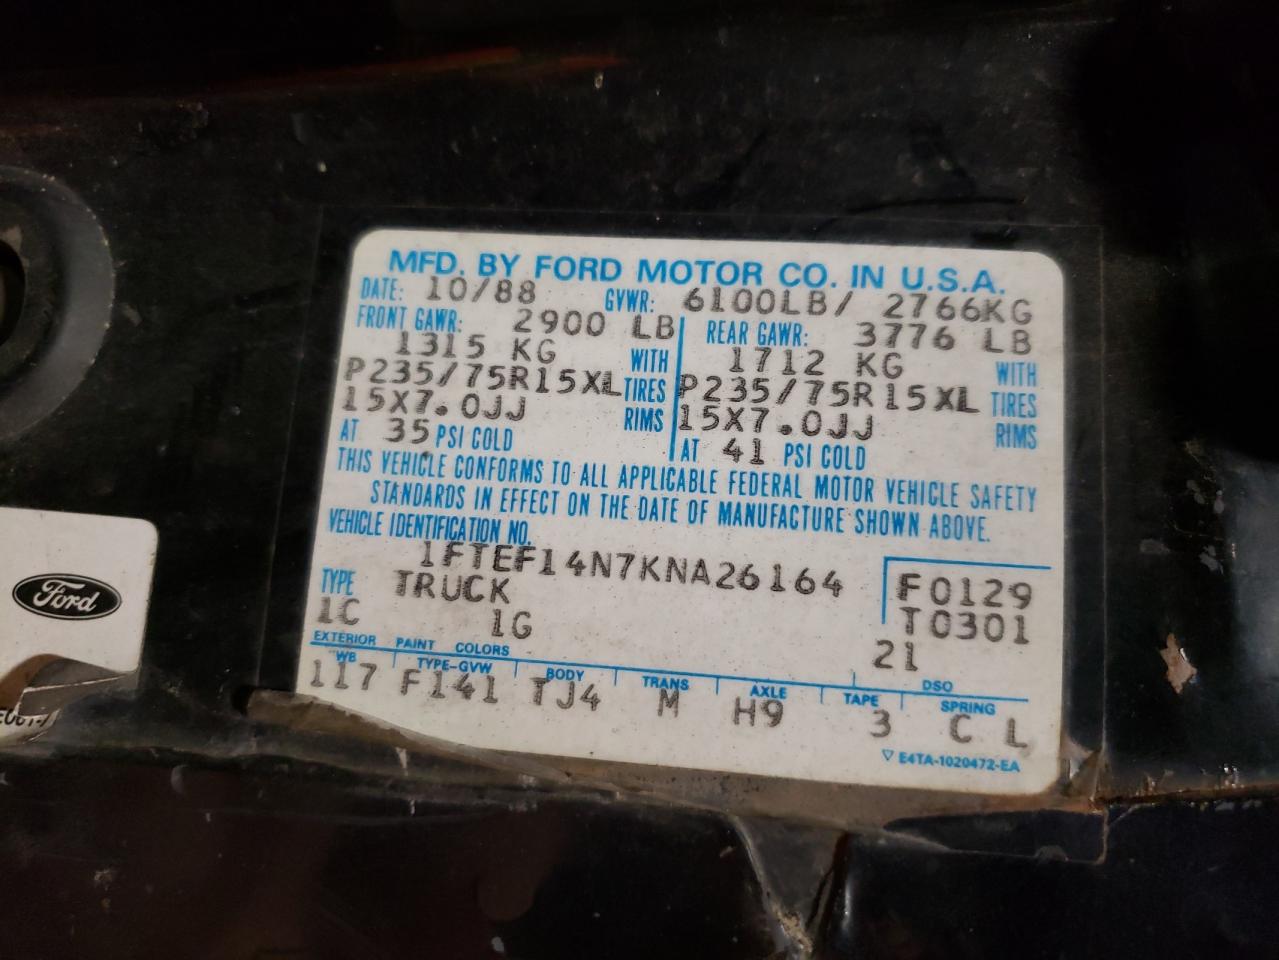 MFD. BY FORD MOTOR CO. IN U.S.A.
DATE: 10/88 GVWR: 6100LB/ 2766KG
FRONT GAWR: 2900 LB REAR GAWR: 3776 LB
1315 KG WITH 1712 KG WITH
P235/75R15XL TIRES P235/75R15XL TIRES
15X7.0JJ RIMS 15X7.0JJ RIMS
AT 35 PSI COLD AT 41 PSI COLD
THIS VEHICLE CONFORMS TO ALL APPLICABLE FEDERAL MOTOR VEHICLE SAFETY
STANDARDS IN EFFECT ON THE DATE OF MANUFACTURE SHOWN ABOVE.
VEHICLE IDENTIFICATION NO.
1FTEF14N7KNA26164
TYPE TRUCK F0129
1C 1G T0301
EXTERIOR PAINT COLORS 21 DSO
WB TYPE-GVW BODY TRANS AXLE TAPE SPRING
117 F141 TJ4 M H9 3 C L
▽ E4TA-1020472-EA
Ford